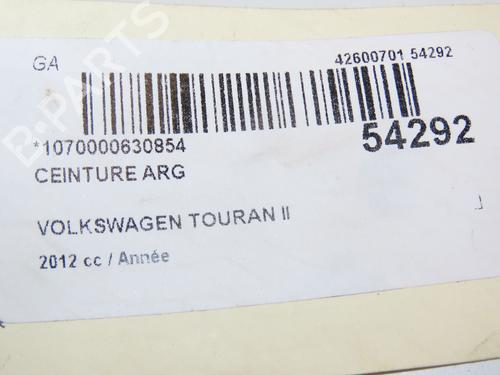 GA
42600701 54292
*1070000630854
54292
CEINTURE ARG
VOLKSWAGEN TOURAN II
2012 cc / Année
B-PARTS